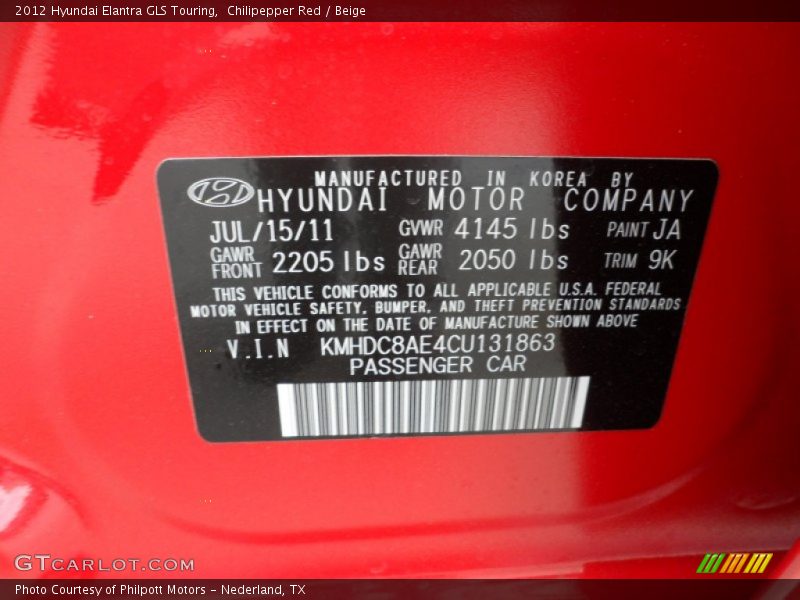 2012 Hyundai Elantra GLS Touring,  Chilipepper Red / Beige
MANUFACTURED IN KOREA BY
HYUNDAI MOTOR COMPANY
JUL/15/11 GVWR 4145 lbs PAINT JA
GAWR FRONT 2205 lbs GAWR REAR 2050 lbs TRIM 9K
THIS VEHICLE CONFORMS TO ALL APPLICABLE U.S.A. FEDERAL
MOTOR VEHICLE SAFETY, BUMPER, AND THEFT PREVENTION STANDARDS
IN EFFECT ON THE DATE OF MANUFACTURE SHOWN ABOVE
V.I.N KMHDC8AE4CU131863
PASSENGER CAR
GTCARLOT.COM
Photo Courtesy of Philpott Motors - Nederland, TX